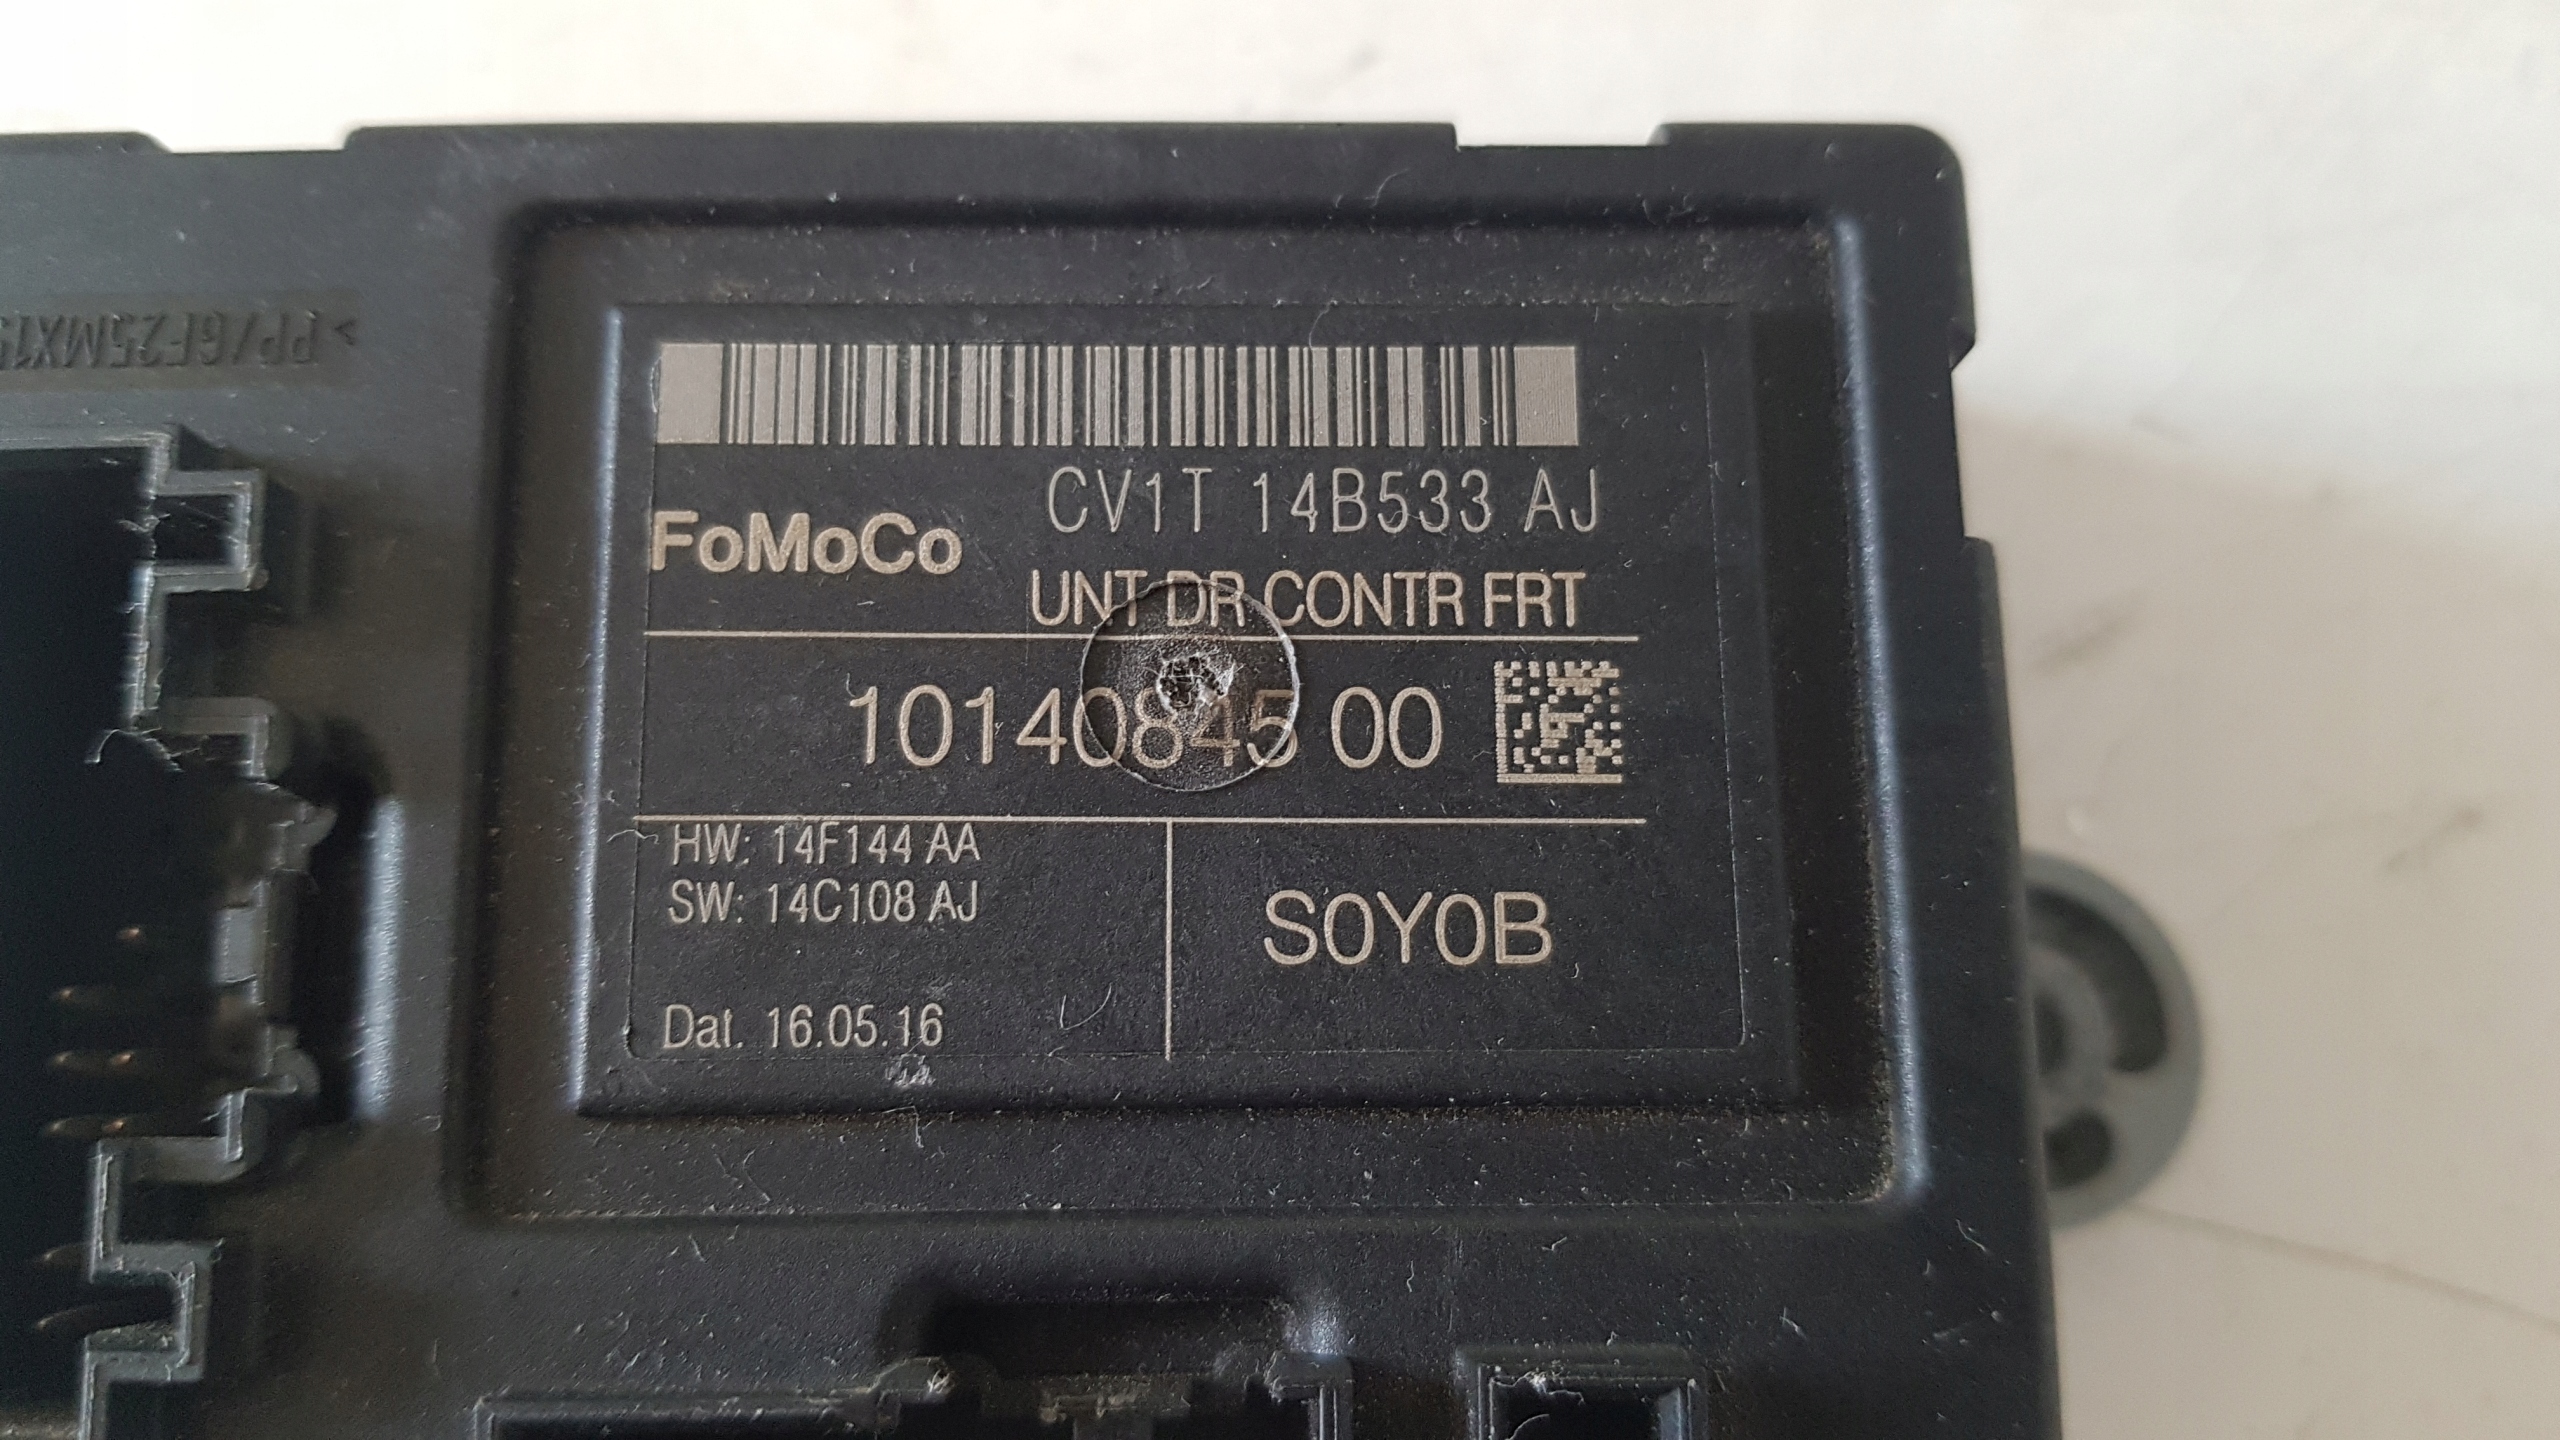 CV1T 14B533 AJ
FoMoCo
UNT DR CONTR FRT
10140845 00
HW: 14F144 AA
SW: 14C108 AJ
S0Y0B
Dat. 16.05.16